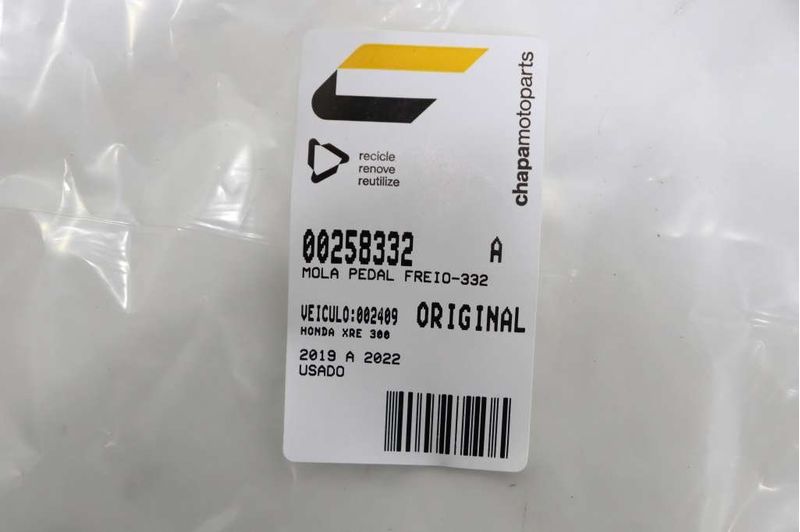 chapamotoparts
recicle
renove
reutilize
00258332 A
MOLA PEDAL FREIO-332
VEICULO:002409 ORIGINAL
HONDA XRE 300
2019 A 2022
USADO